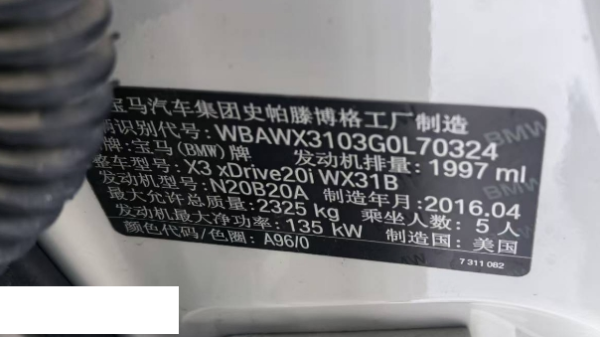 宝马汽车集团史帕滕博格工厂制造
辆识别代号: WBAWX3103G0L70324
牌: 宝马(BMW)牌 发动机排量: 1997 ml
整车型号: X3 xDrive20i WX31B
发动机型号: N20B20A 制造年月: 2016.04
最大允许总质量: 2325 kg 乘坐人数: 5 人
发动机最大净功率: 135 kW 制造国: 美国
颜色代码/色圈: A96/0
7 311 062